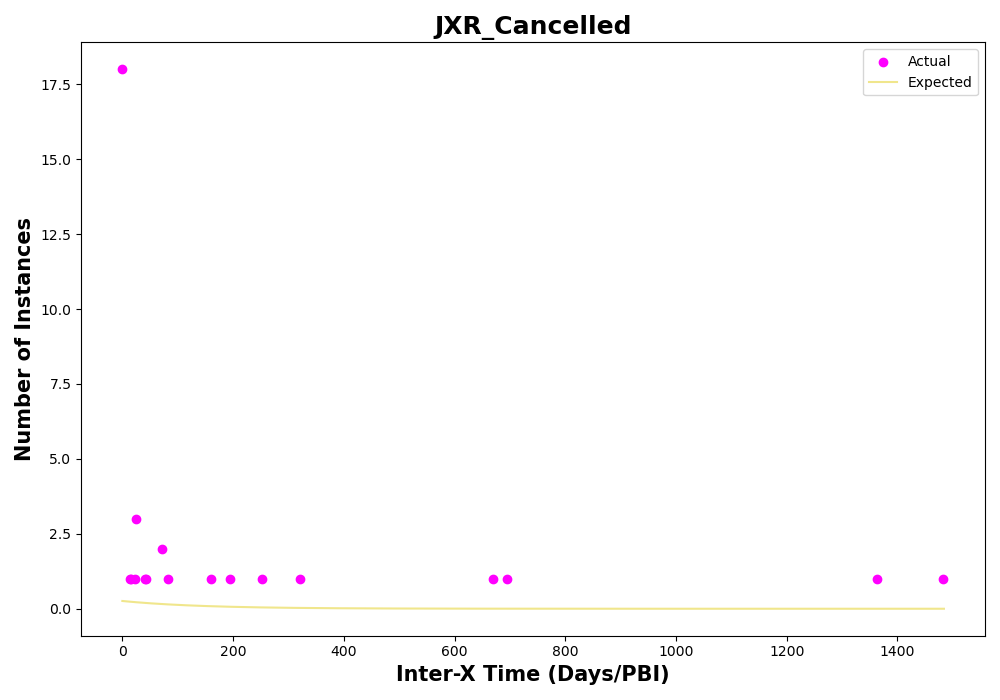 JXR_Cancelled
Actual
Expected
Number of Instances
17.5
15.0
12.5
10.0
7.5
5.0
2.5
0.0
0 200 400 600 800 1000 1200 1400
Inter-X Time (Days/PBI)